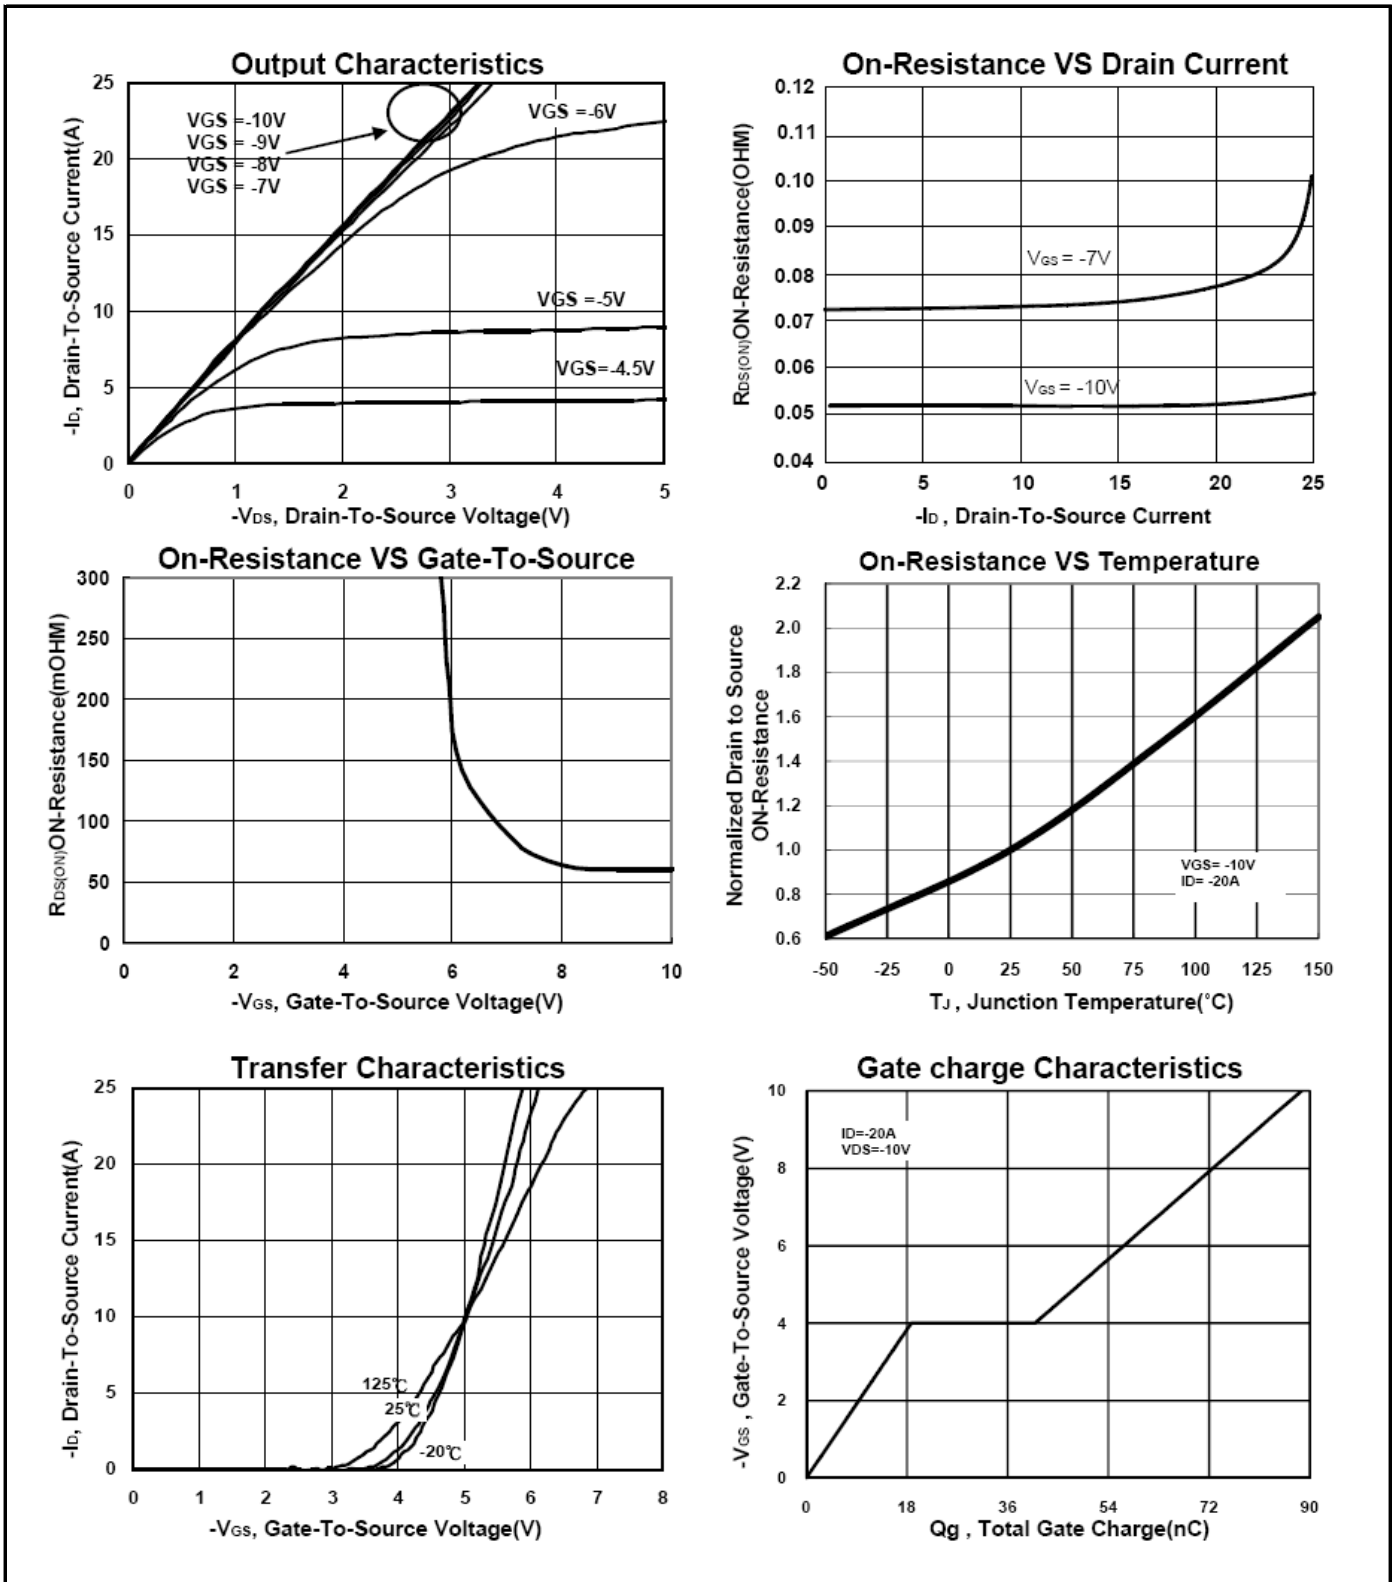 Output Characteristics
25
20
15
10
5
0
-ID, Drain-To-Source Current(A)
VGS =-10V
VGS = -9V
VGS = -8V
VGS = -7V
VGS = -6V
VGS =-5V
VGS=-4.5V
0 1 2 3 4 5
-VDS, Drain-To-Source Voltage(V)
On-Resistance VS Drain Current
0.12
0.11
0.10
0.09
0.08
0.07
0.06
0.05
0.04
RDS(ON)ON-Resistance(OHM)
VGS = -7V
VGS = -10V
0 5 10 15 20 25
-ID , Drain-To-Source Current
On-Resistance VS Gate-To-Source
300
250
200
150
100
50
0
RDS(ON)ON-Resistance(mOHM)
0 2 4 6 8 10
-VGS, Gate-To-Source Voltage(V)
On-Resistance VS Temperature
2.2
2.0
1.8
1.6
1.4
1.2
1.0
0.8
0.6
Normalized Drain to Source
ON-Resistance
VGS= -10V
ID= -20A
-50 -25 0 25 50 75 100 125 150
TJ , Junction Temperature(°C)
Transfer Characteristics
25
20
15
10
5
0
-ID, Drain-To-Source Current(A)
125℃
25℃
-20℃
0 1 2 3 4 5 6 7 8
-VGS, Gate-To-Source Voltage(V)
Gate charge Characteristics
10
8
6
4
2
0
-VGS , Gate-To-Source Voltage(V)
ID=-20A
VDS=-10V
0 18 36 54 72 90
Qg , Total Gate Charge(nC)